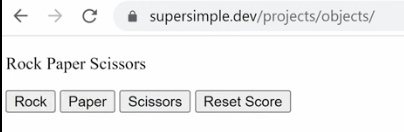 supersimple.dev/projects/objects/
Rock Paper Scissors
Rock Paper Scissors Reset Score